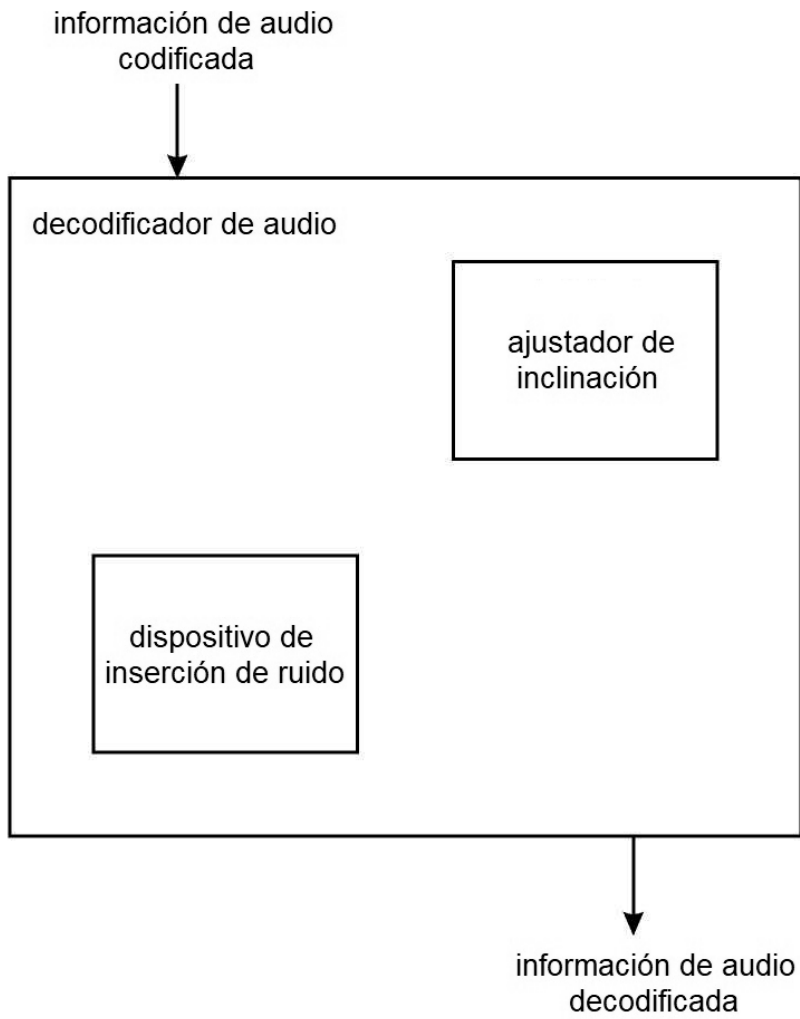 información de audio
codificada
decodificador de audio
ajustador de
inclinación
dispositivo de
inserción de ruido
información de audio
decodificada